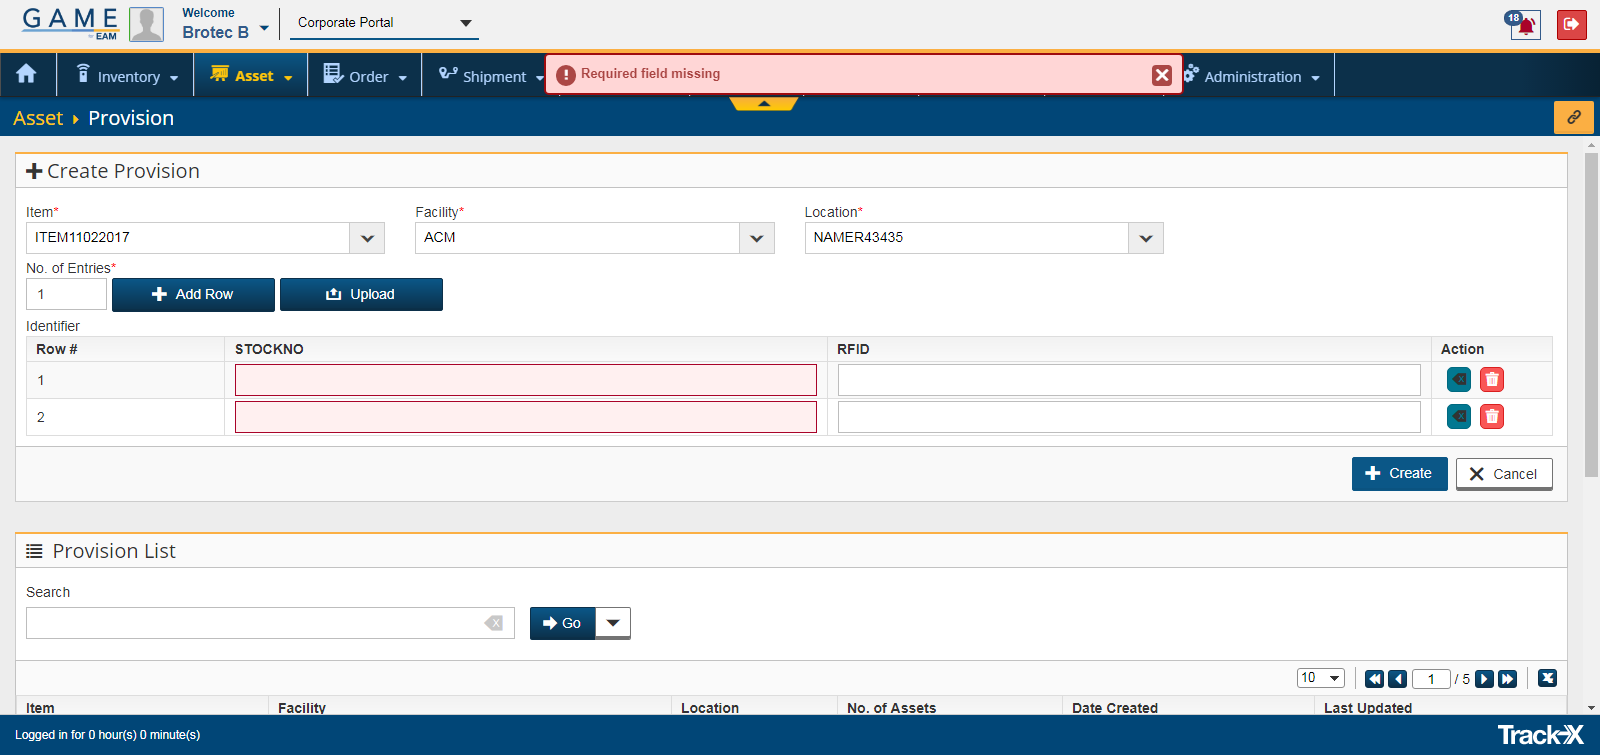 GAME
by EAM
Welcome
Brotec B
Corporate Portal
18
Inventory
Asset
Order
Shipment
Required field missing
Administration
Asset Provision
Create Provision
Item*
Facility*
Location*
ITEM11022017
ACM
NAMER43435
No. of Entries*
1
Add Row
Upload
Identifier
Row #
STOCKNO
RFID
Action
1
2
Create
Cancel
Provision List
Search
Go
10
1
/ 5
Item
Facility
Location
No. of Assets
Date Created
Last Updated
Logged in for 0 hour(s) 0 minute(s)
Track-X